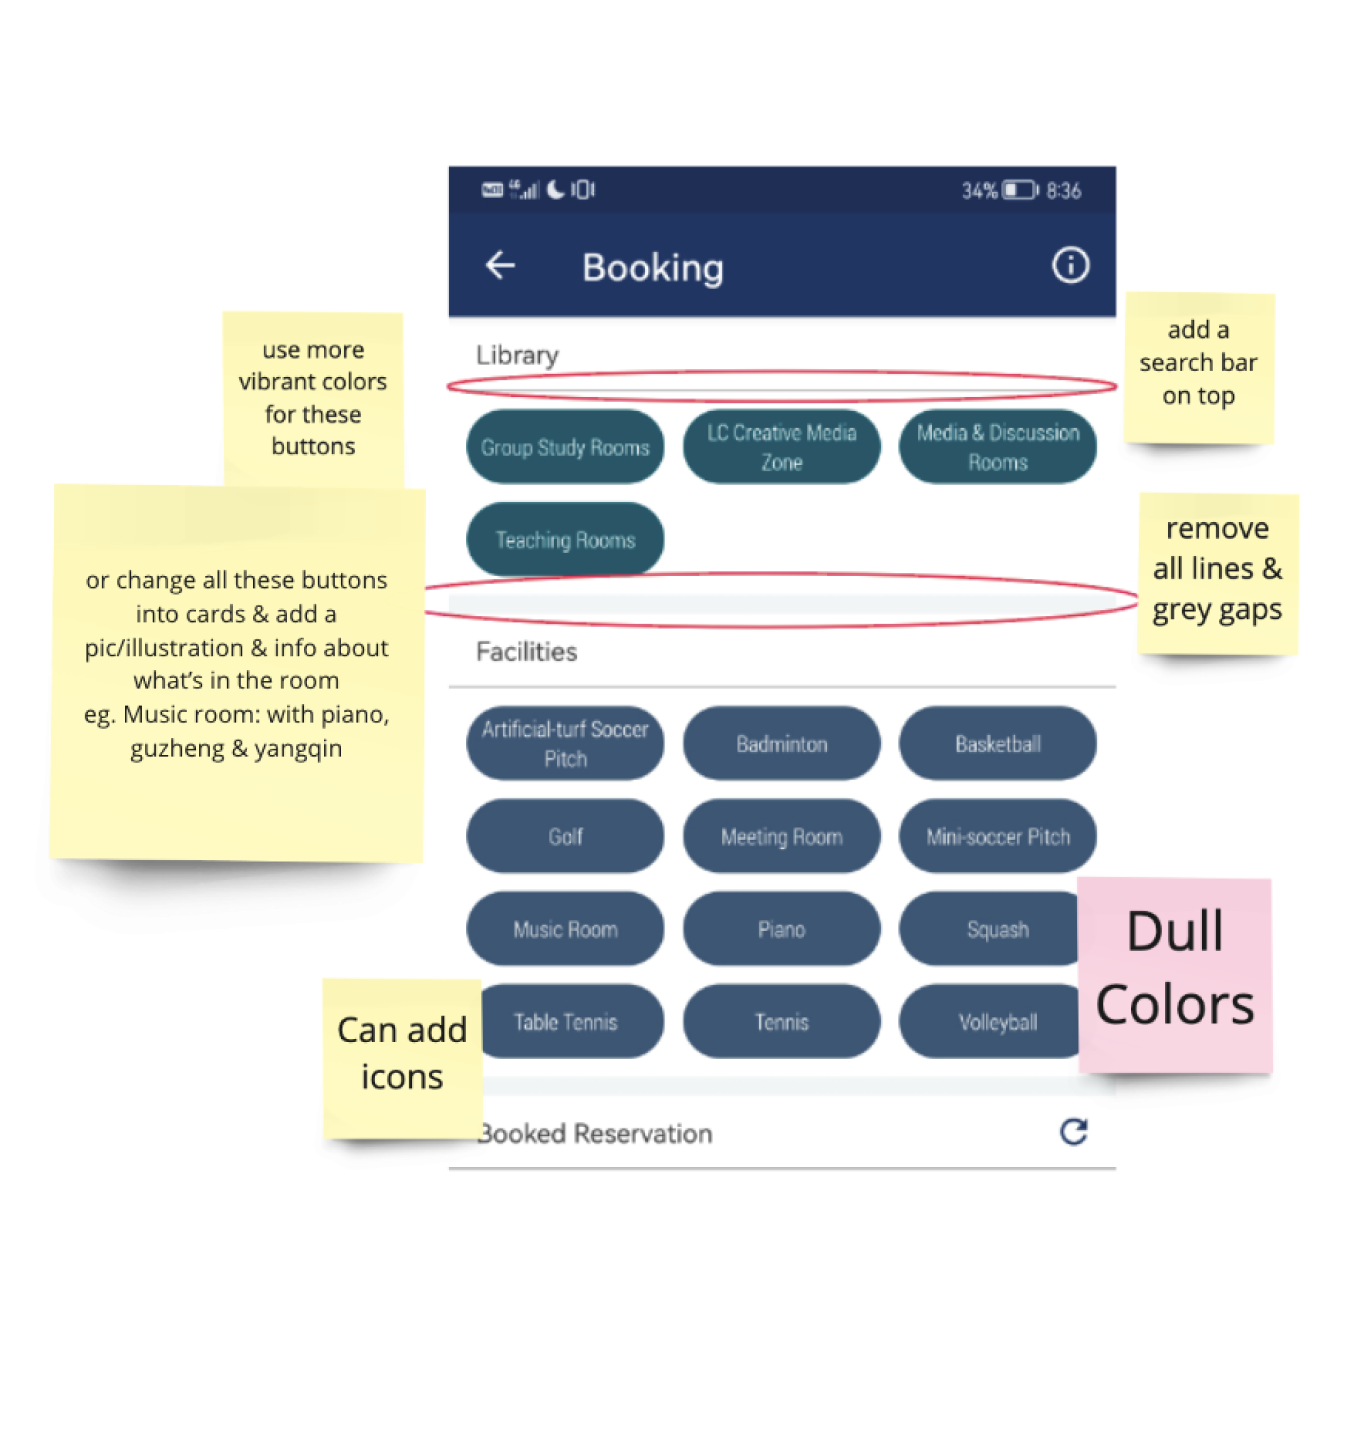 34% 8:36
Booking
use more
vibrant colors
for these
buttons
Library
add a
search bar
on top
Group Study Rooms
LC Creative Media
Zone
Media & Discussion
Rooms
Teaching Rooms
remove
all lines &
grey gaps
or change all these buttons
into cards & add a
pic/illustration & info about
what's in the room
eg. Music room: with piano,
guzheng & yangqin
Facilities
Artificial-turf Soccer
Pitch
Badminton
Basketball
Golf
Meeting Room
Mini-soccer Pitch
Music Room
Piano
Squash
Dull
Colors
Table Tennis
Tennis
Volleyball
Can add
icons
Booked Reservation